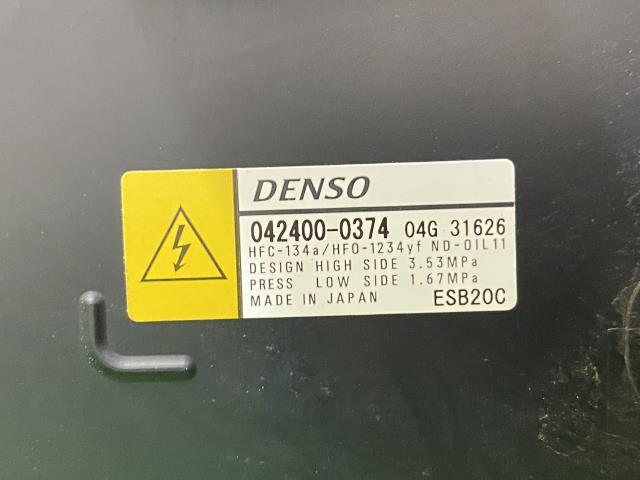 DENSO
042400-0374 04G 31626
HFC-134a/HFO-1234yf ND-OIL11
DESIGN HIGH SIDE 3.53MPa
PRESS LOW SIDE 1.67MPa
MADE IN JAPAN ESB20C